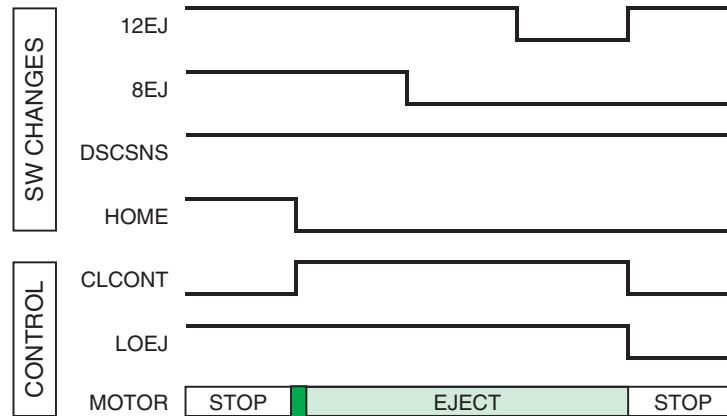 SW CHANGES
12EJ
8EJ
DSCSNS
HOME
CONTROL
CLCONT
LOEJ
MOTOR STOP EJECT STOP